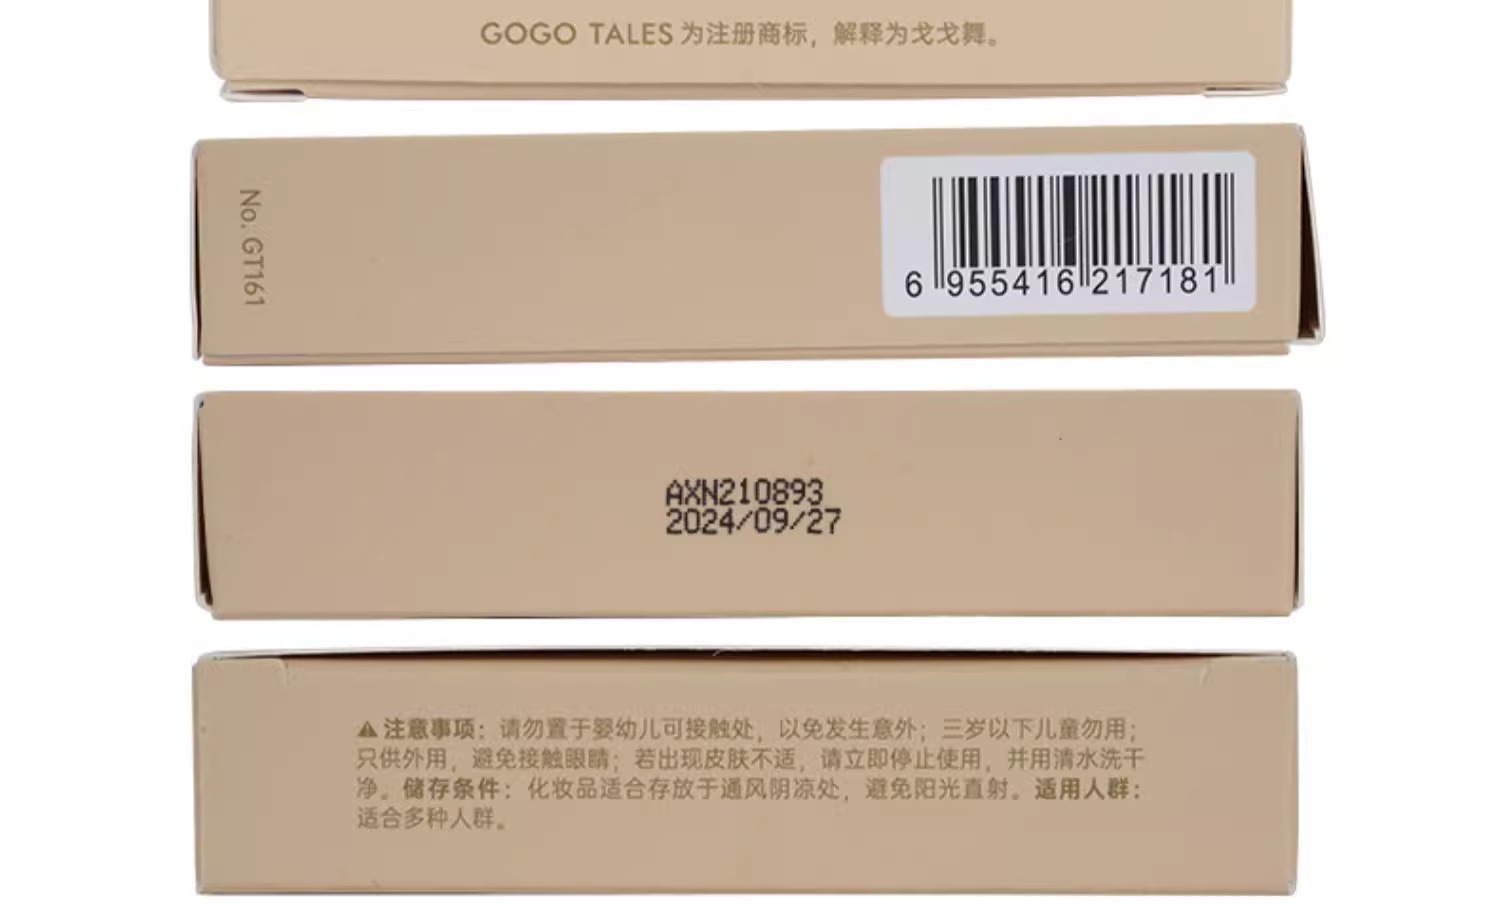 GOGO TALES 为注册商标，解释为戈戈舞。
No. GT161
6 955416 217181
AXN210893
2024/09/27
⚠注意事项：请勿置于婴幼儿可接触处，以免发生意外；三岁以下儿童勿用；
只供外用，避免接触眼睛；若出现皮肤不适，请立即停止使用，并用清水洗干
净。储存条件：化妆品适合存放于通风阴凉处，避免阳光直射。适用人群：
适合多种人群。